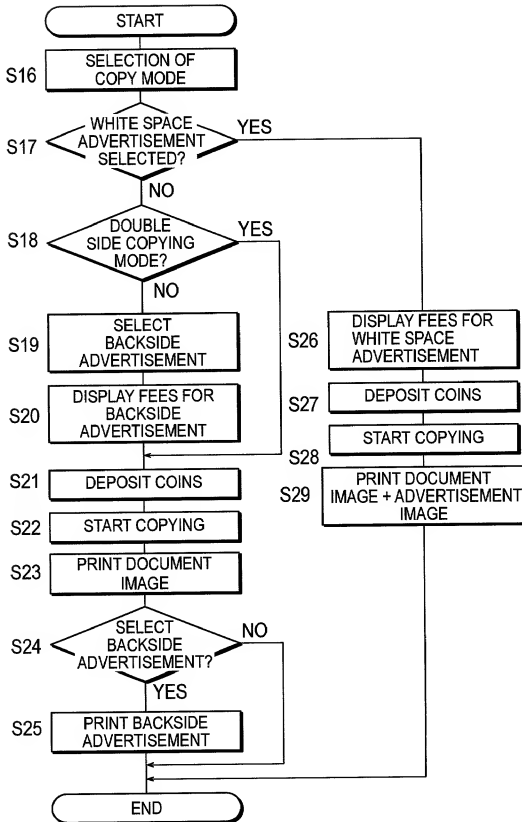 START
S16
SELECTION OF
COPY MODE
S17
WHITE SPACE
ADVERTISEMENT
SELECTED?
YES
NO
S18
DOUBLE
SIDE COPYING
MODE?
YES
NO
S19
SELECT
BACKSIDE
ADVERTISEMENT
S20
DISPLAY FEES FOR
BACKSIDE
ADVERTISEMENT
S21
DEPOSIT COINS
S22
START COPYING
S23
PRINT DOCUMENT
IMAGE
S24
SELECT
BACKSIDE
ADVERTISEMENT?
NO
YES
S25
PRINT BACKSIDE
ADVERTISEMENT
S26
DISPLAY FEES FOR
WHITE SPACE
ADVERTISEMENT
S27
DEPOSIT COINS
S28
START COPYING
S29
PRINT DOCUMENT
IMAGE + ADVERTISEMENT
IMAGE
END